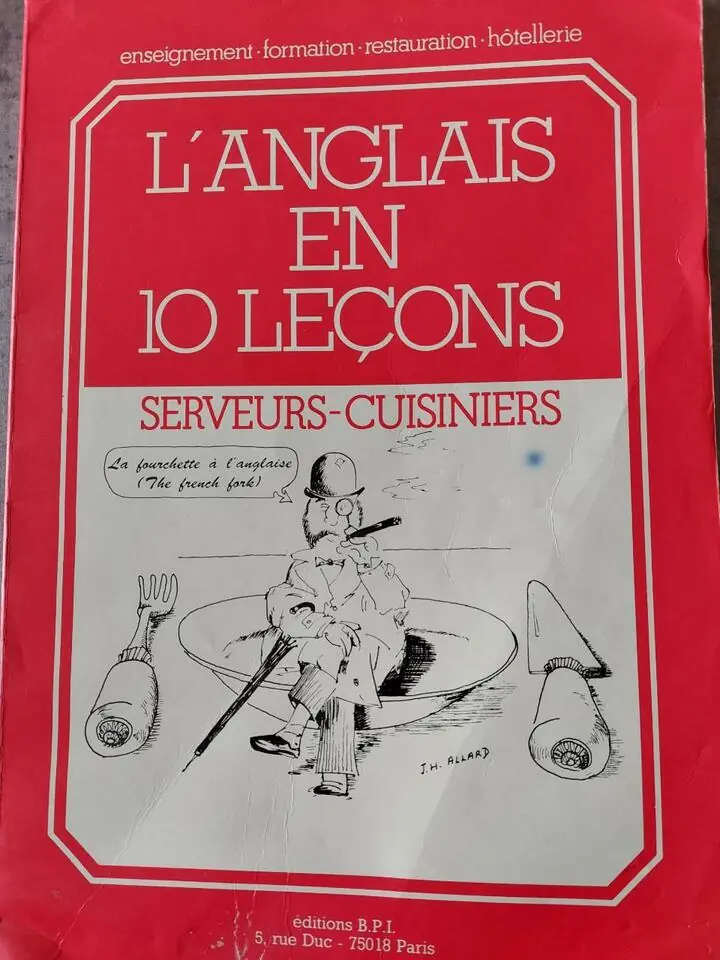 enseignement·formation·restauration·hôtellerie
L'ANGLAIS
EN
10 LEÇONS
SERVEURS-CUISINIERS
La fourchette à l'anglaise
(The french fork)
J.H. ALLARD
éditions B.P.I.
5, rue Duc - 75018 Paris